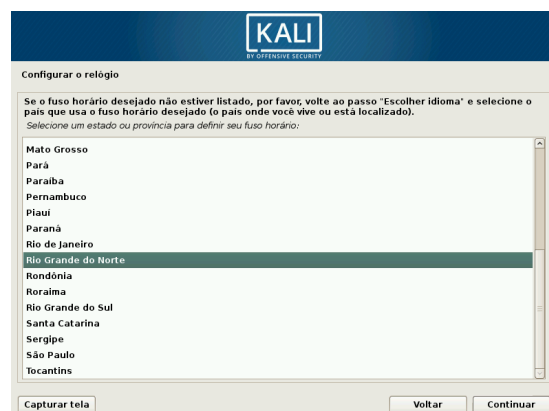 KALI
BY OFFENSIVE SECURITY
Configurar o relógio
Se o fuso horário desejado não estiver listado, por favor, volte ao passo "Escolher idioma" e selecione o
país que usa o fuso horário desejado (o país onde você vive ou está localizado).
Selecione um estado ou província para definir seu fuso horário:
Mato Grosso
Pará
Paraíba
Pernambuco
Piauí
Paraná
Rio de Janeiro
Rio Grande do Norte
Rondônia
Roraima
Rio Grande do Sul
Santa Catarina
Sergipe
São Paulo
Tocantins
Capturar tela
Voltar
Continuar